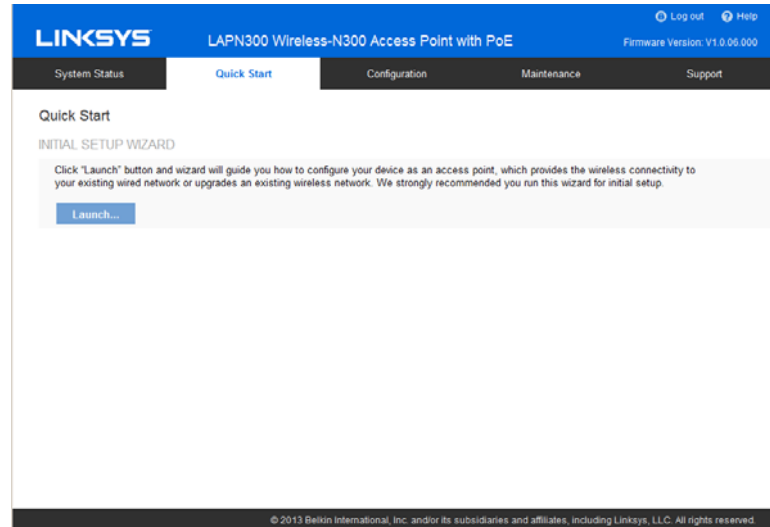 Log out Help
LINKSYS LAPN300 Wireless-N300 Access Point with PoE Firmware Version: V1.0.06.000
System Status Quick Start Configuration Maintenance Support
Quick Start
INITIAL SETUP WIZARD
Click "Launch" button and wizard will guide you how to configure your device as an access point, which provides the wireless connectivity to
your existing wired network or upgrades an existing wireless network. We strongly recommended you run this wizard for initial setup.
Launch...
© 2013 Belkin International, Inc. and/or its subsidiaries and affiliates, including Linksys, LLC. All rights reserved.